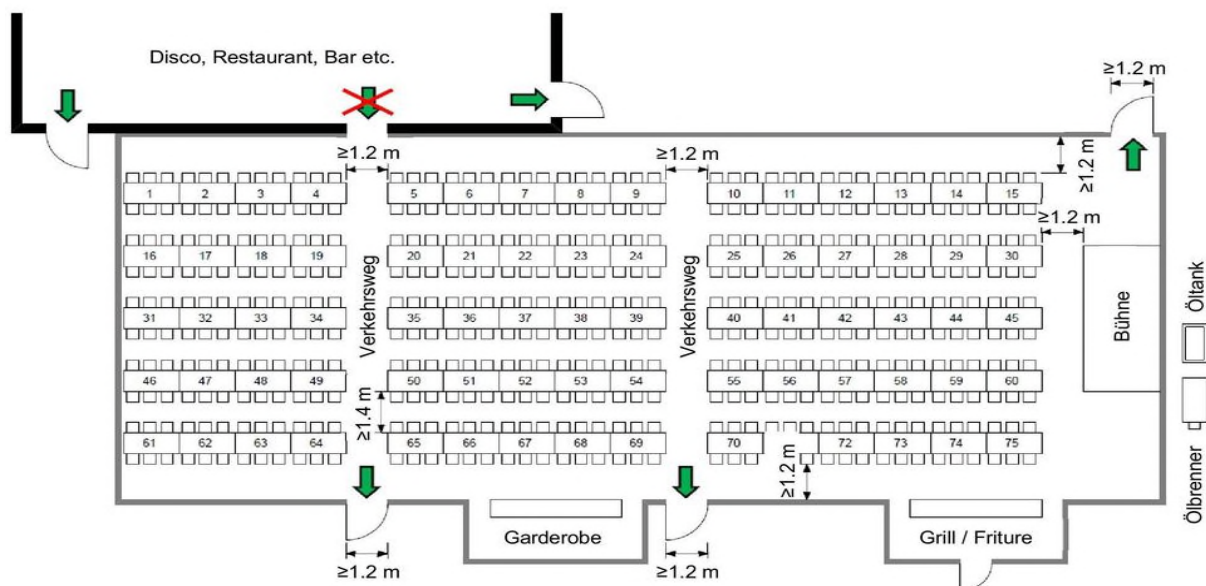 Disco, Restaurant, Bar etc.
≥1.2 m
≥1.2 m
≥1.2 m
≥1.2 m
1 2 3 4 5 6 7 8 9 10 11 12 13 14 15
≥1.2 m
16 17 18 19 20 21 22 23 24 25 26 27 28 29 30
Verkehrsweg
Verkehrsweg
Bühne
Öltank
31 32 33 34 35 36 37 38 39 40 41 42 43 44 45
46 47 48 49 50 51 52 53 54 55 56 57 58 59 60
≥1.4 m
Ölbrenner
61 62 63 64 65 66 67 68 69 70 72 73 74 75
≥1.2 m
Garderobe
Grill / Friture
≥1.2 m
≥1.2 m